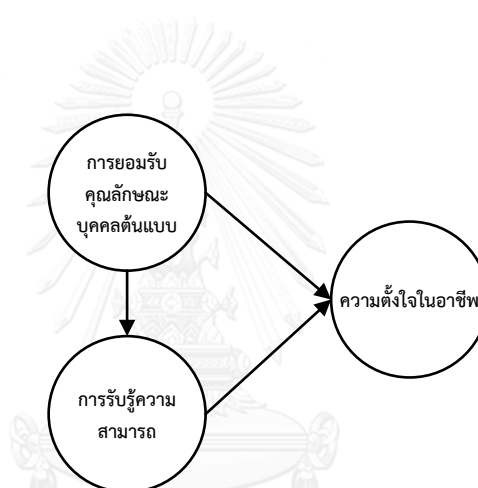 การยอมรับ
คุณลักษณะ
บุคคลต้นแบบ
ความตั้งใจในอาชีพ
การรับรู้ความ
สามารถ